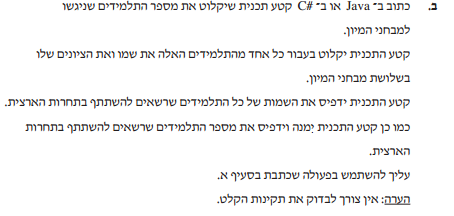 ב. כתוב ב־ Java או ב־ C# קטע תכנית שיקלוט את מספר התלמידים שניגשו
למבחני המיון.
קטע התכנית יקלוט בעבור כל אחד מהתלמידים האלה את שמו ואת הציונים שלו
בשלושת מבחני המיון.
קטע התכנית ידפיס את השמות של כל התלמידים שרשאים להשתתף בתחרות הארצית.
כמו כן קטע התכנית יִמנה וידפיס את מספר התלמידים שרשאים להשתתף בתחרות
הארצית.
עליך להשתמש בפעולה שכתבת בסעיף א.
הערה: אין צורך לבדוק את תקינות הקלט.